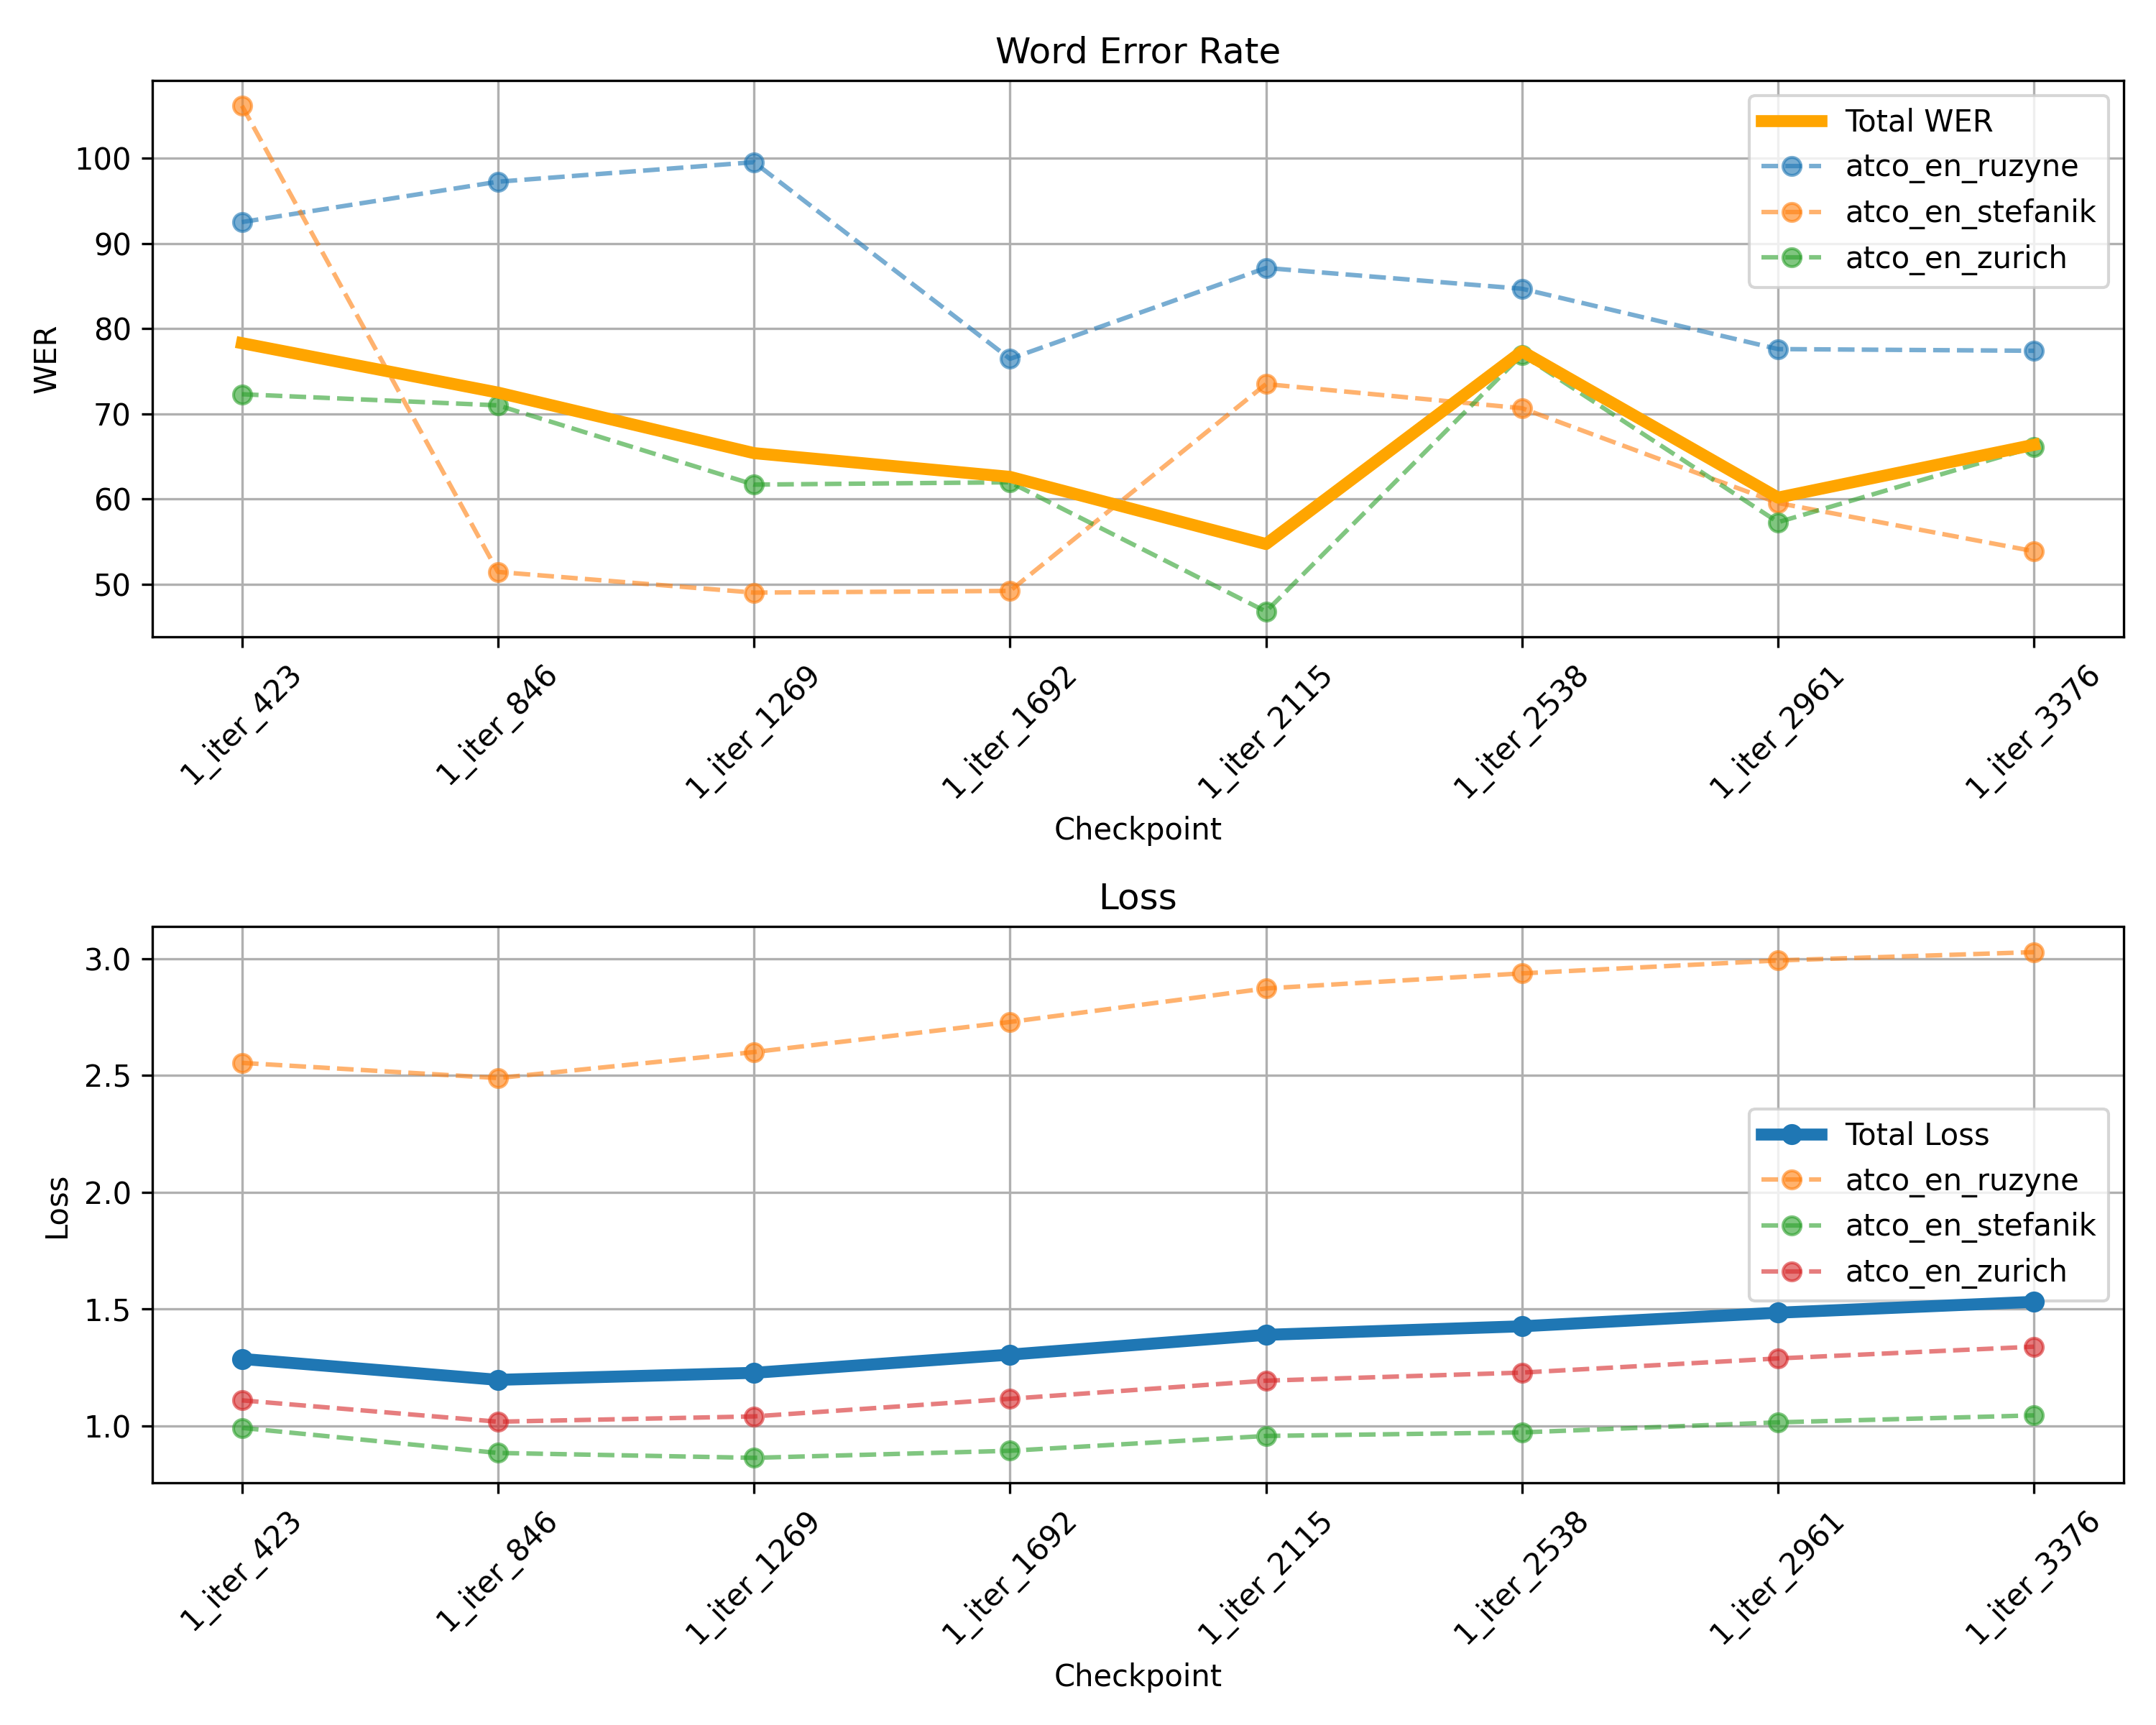 Word Error Rate
WER
100
90
80
70
60
50
Total WER
atco_en_ruzyne
atco_en_stefanik
atco_en_zurich
1_iter_423
1_iter_846
1_iter_1269
1_iter_1692
1_iter_2115
1_iter_2538
1_iter_2961
1_iter_3376
Checkpoint
Loss
Loss
3.0
2.5
2.0
1.5
1.0
Total Loss
atco_en_ruzyne
atco_en_stefanik
atco_en_zurich
1_iter_423
1_iter_846
1_iter_1269
1_iter_1692
1_iter_2115
1_iter_2538
1_iter_2961
1_iter_3376
Checkpoint